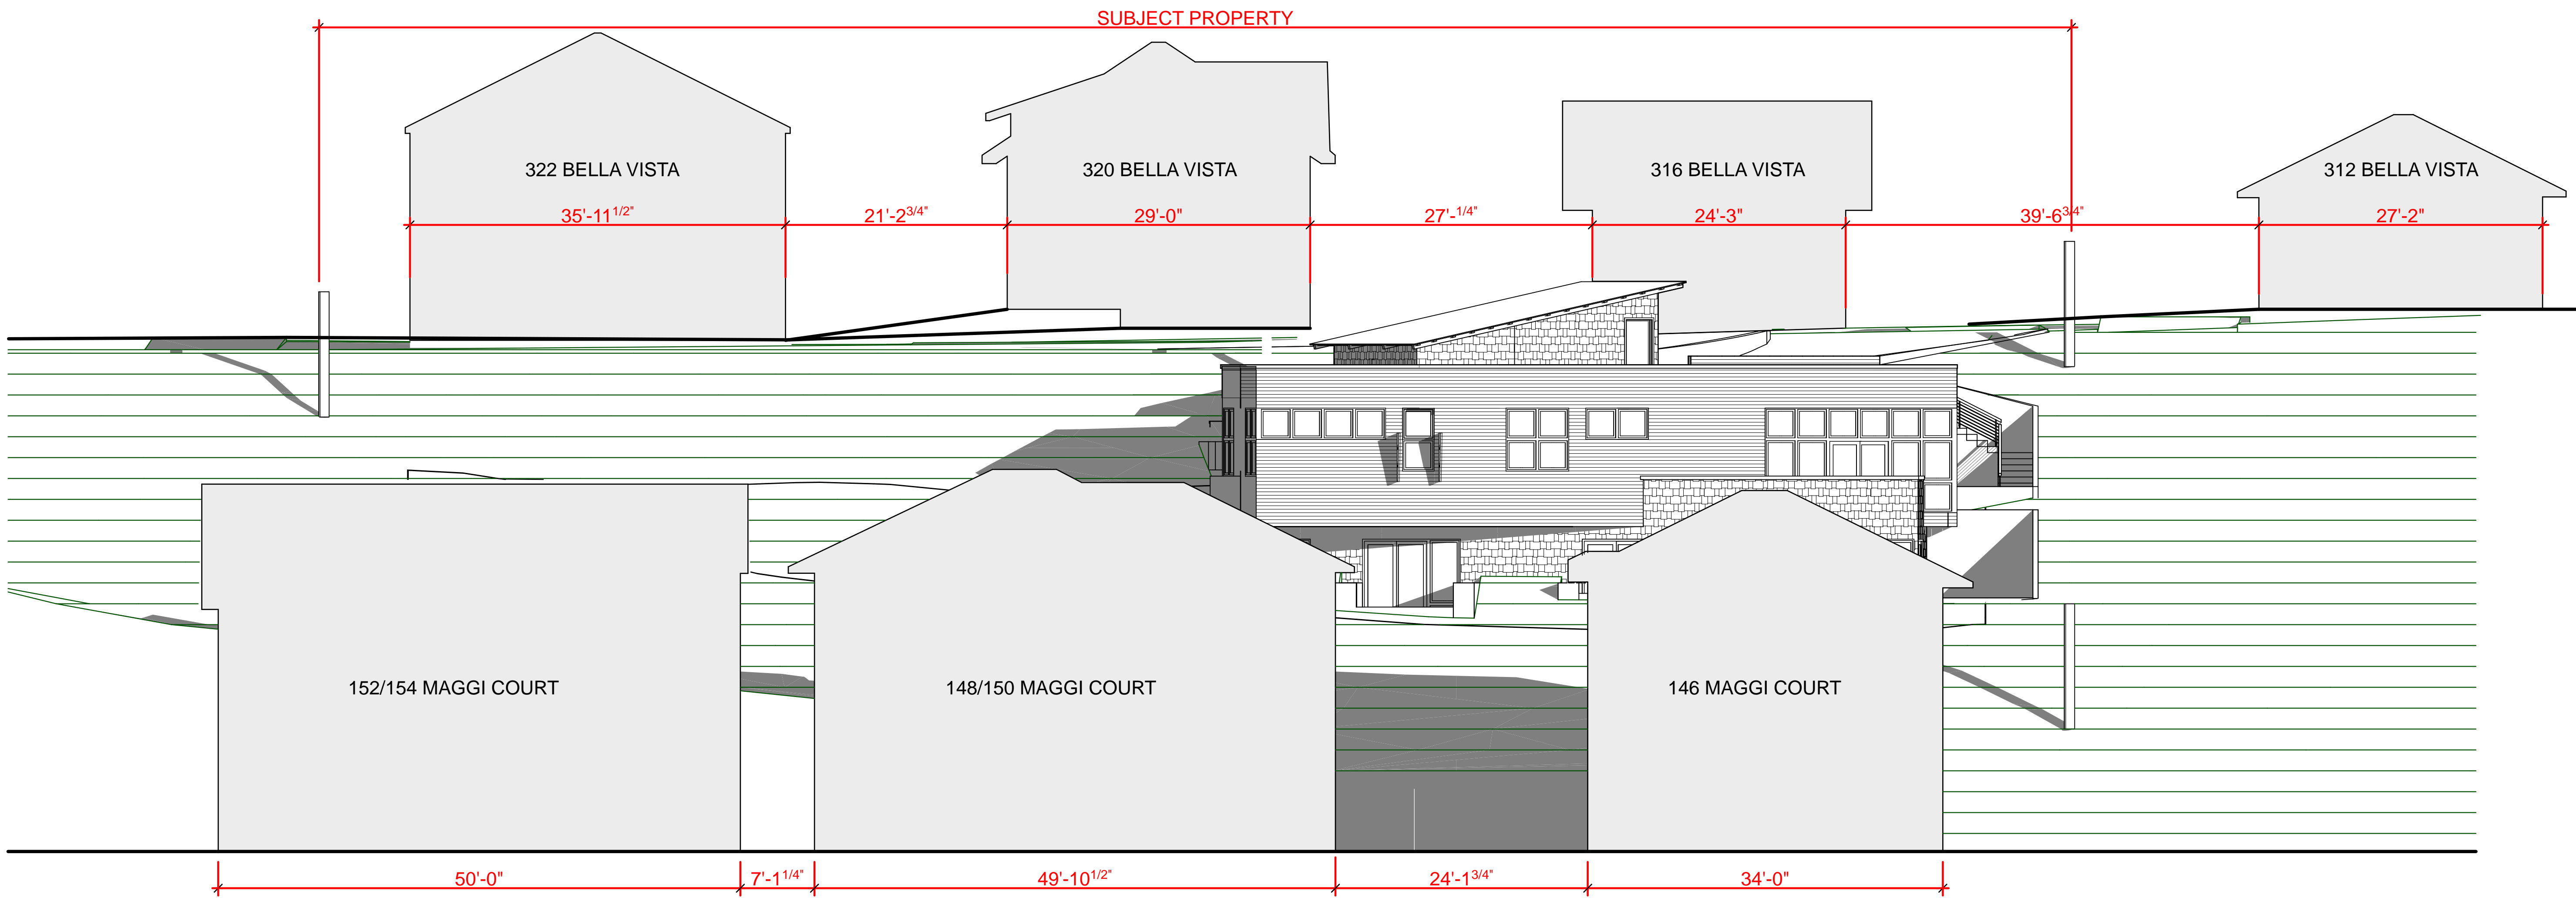 SUBJECT PROPERTY
322 BELLA VISTA
320 BELLA VISTA
316 BELLA VISTA
312 BELLA VISTA
35'-11 1/2"
21'-2 3/4"
29'-0"
27'- 1/4"
24'-3"
39'-6 3/4"
27'-2"
152/154 MAGGI COURT
148/150 MAGGI COURT
146 MAGGI COURT
50'-0"
7'-1 1/4"
49'-10 1/2"
24'-1 3/4"
34'-0"